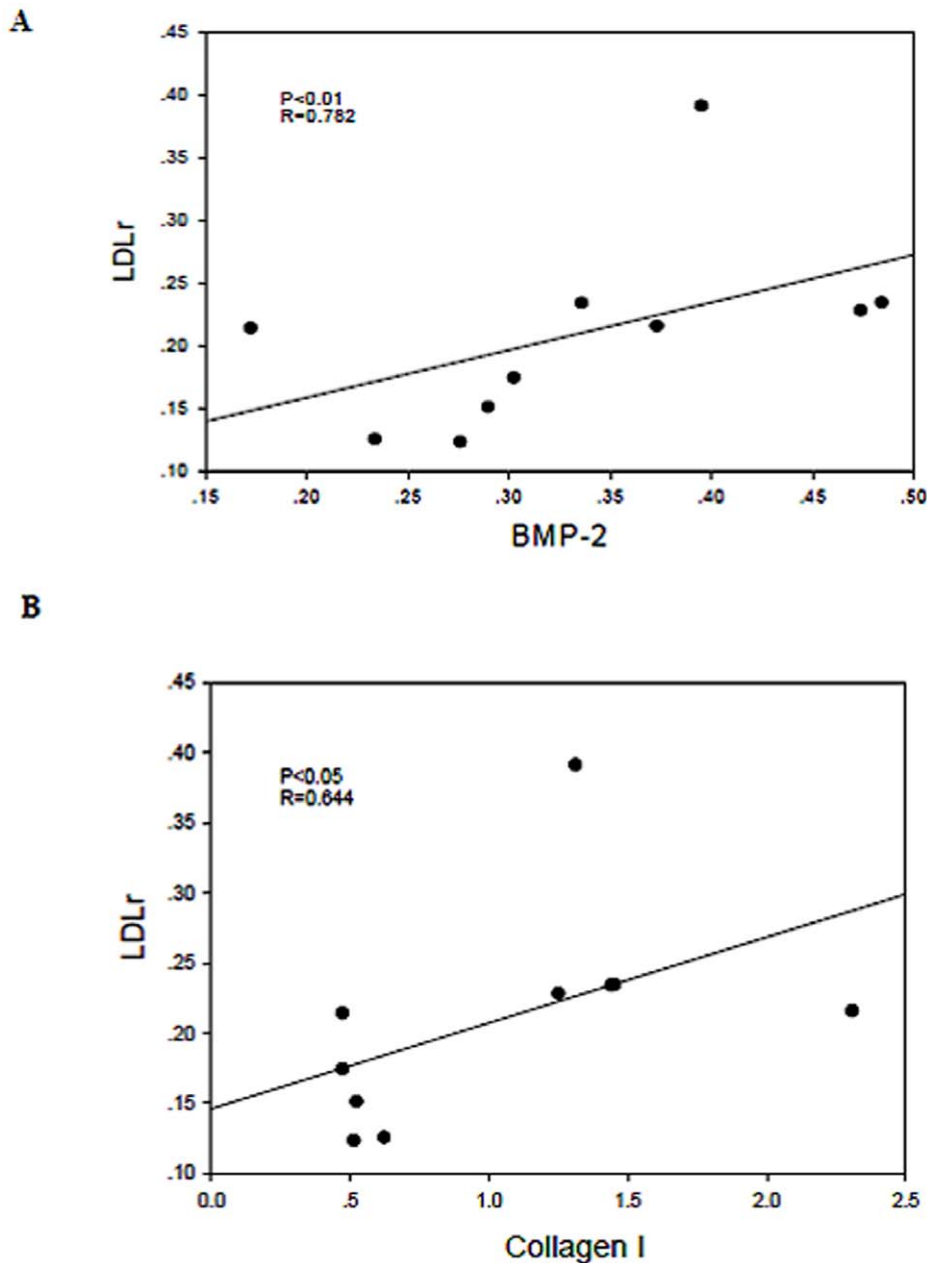 A
.45
.40
.35
.30
.25
.20
.15
.10
P<0.01
R=0.782
LDLr
.15 .20 .25 .30 .35 .40 .45 .50
BMP-2
B
.45
.40
.35
.30
.25
.20
.15
.10
P<0.05
R=0.644
LDLr
0.0 .5 1.0 1.5 2.0 2.5
Collagen I